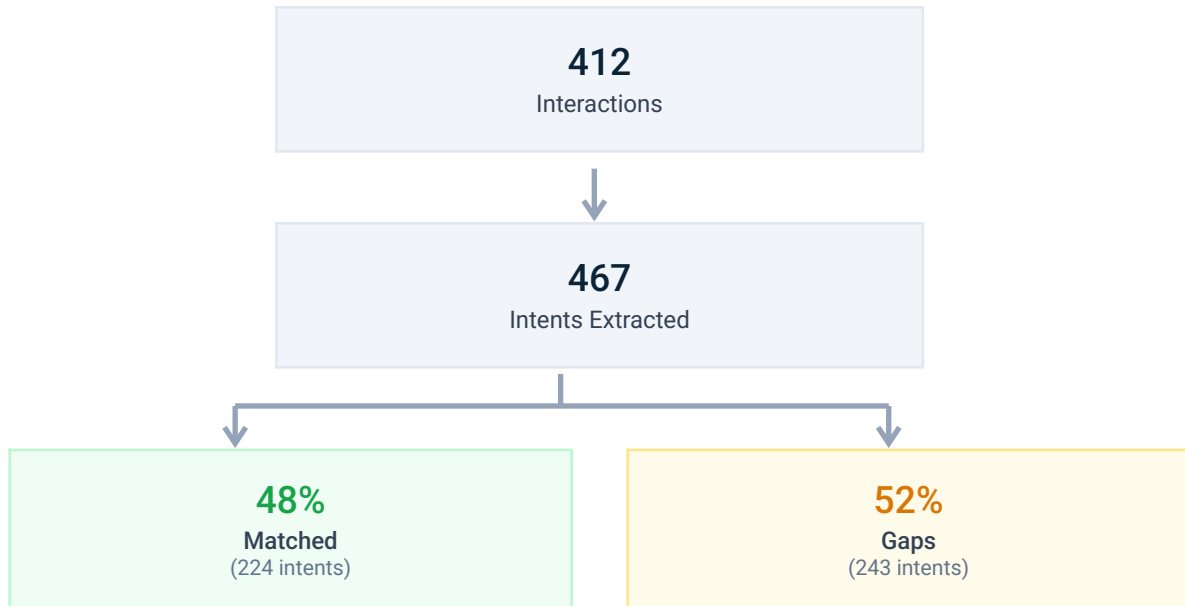 412
Interactions
467
Intents Extracted
48%
Matched
(224 intents)
52%
Gaps
(243 intents)